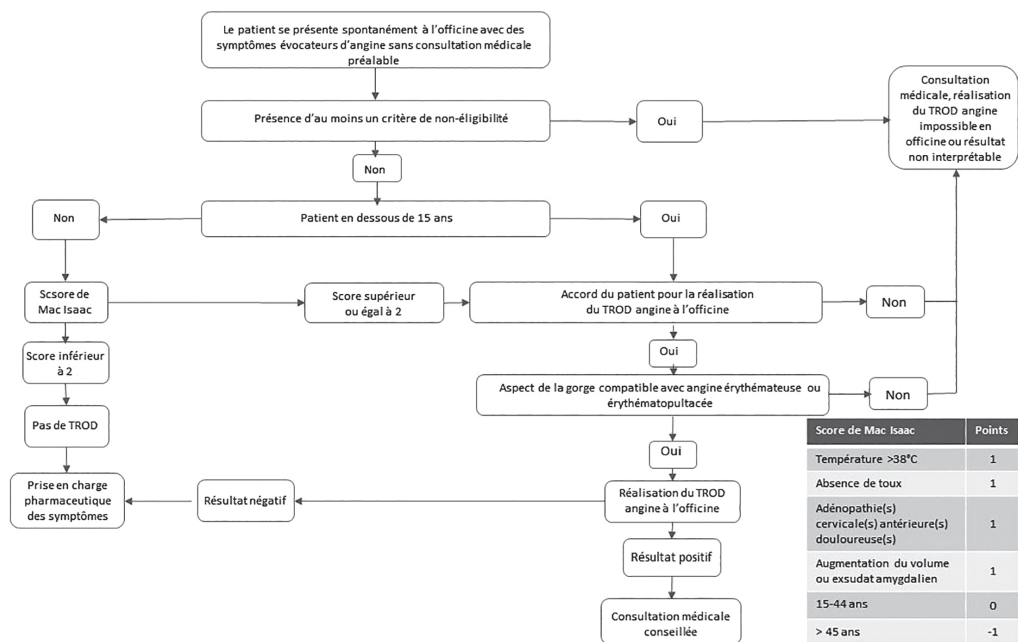 Le patient se présente spontanément à l'officine avec des
symptômes évocateurs d'angine sans consultation médicale
préalable
Consultation
médicale, réalisation
du TROD angine
impossible en
officine ou résultat
non interprétable
Présence d'au moins un critère de non-éligibilité
Oui
Non
Non
Patient en dessous de 15 ans
Oui
Scsore de
Mac Isaac
Score supérieur
ou égal à 2
Accord du patient pour la réalisation
du TROD angine à l'officine
Non
Score inférieur
à 2
Oui
Aspect de la gorge compatible avec angine érythémateuse ou
érythématopultacée
Non
Pas de TROD
Oui
Prise en charge
pharmaceutique
des symptômes
Résultat négatif
Réalisation du TROD
angine à l'officine
Résultat positif
Consultation médicale
conseillée
Score de Mac Isaac Points
Température >38°C 1
Absence de toux 1
Adénopathie(s)
cervicale(s) antérieure(s) 1
douloureuse(s)
Augmentation du volume
ou exsudat amygdalien 1
15-44 ans 0
> 45 ans -1